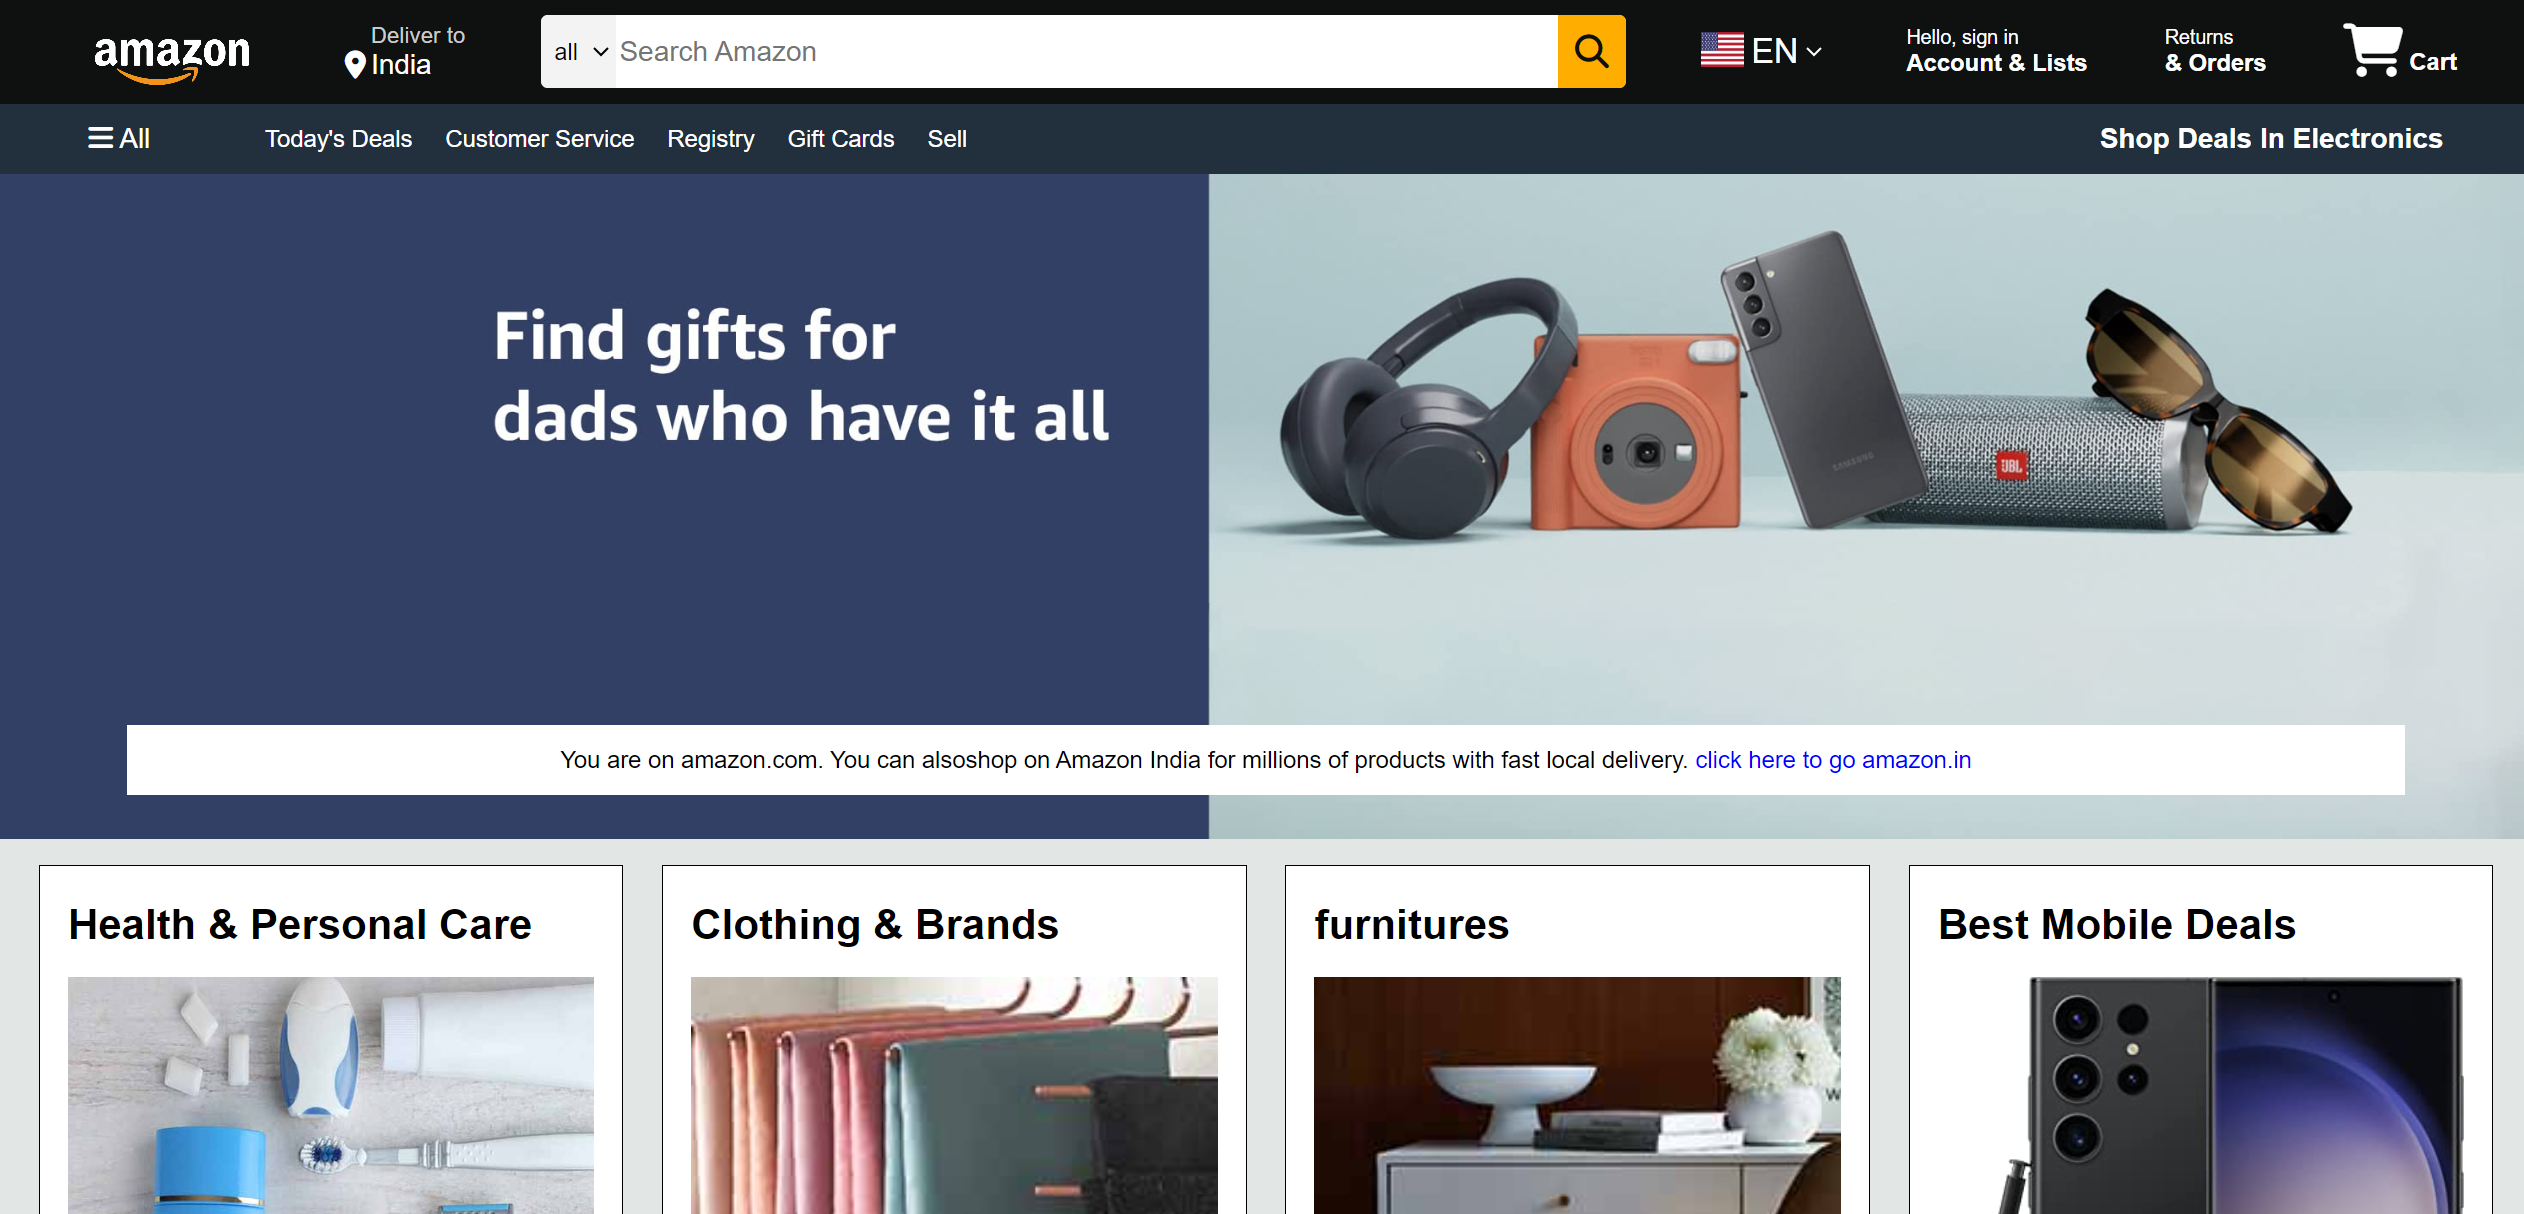 amazon
Deliver to
India
all
Search Amazon
EN
Hello, sign in
Account & Lists
Returns
& Orders
Cart
All
Today's Deals
Customer Service
Registry
Gift Cards
Sell
Shop Deals In Electronics
Find gifts for
dads who have it all
SAMSUNG
JBL
You are on amazon.com. You can alsoshop on Amazon India for millions of products with fast local delivery. click here to go amazon.in
Health & Personal Care
Clothing & Brands
furnitures
Best Mobile Deals